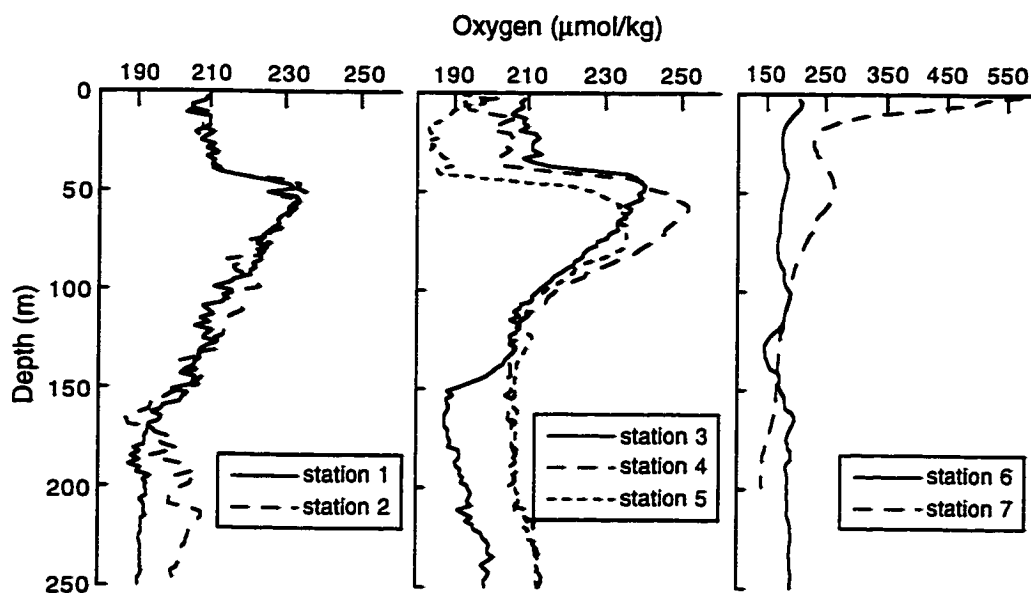 Oxygen (μmol/kg)
190 210 230 250
190 210 230 250
150 250 350 450 550
Depth (m)
0
50
100
150
200
250
station 1
station 2
station 3
station 4
station 5
station 6
station 7